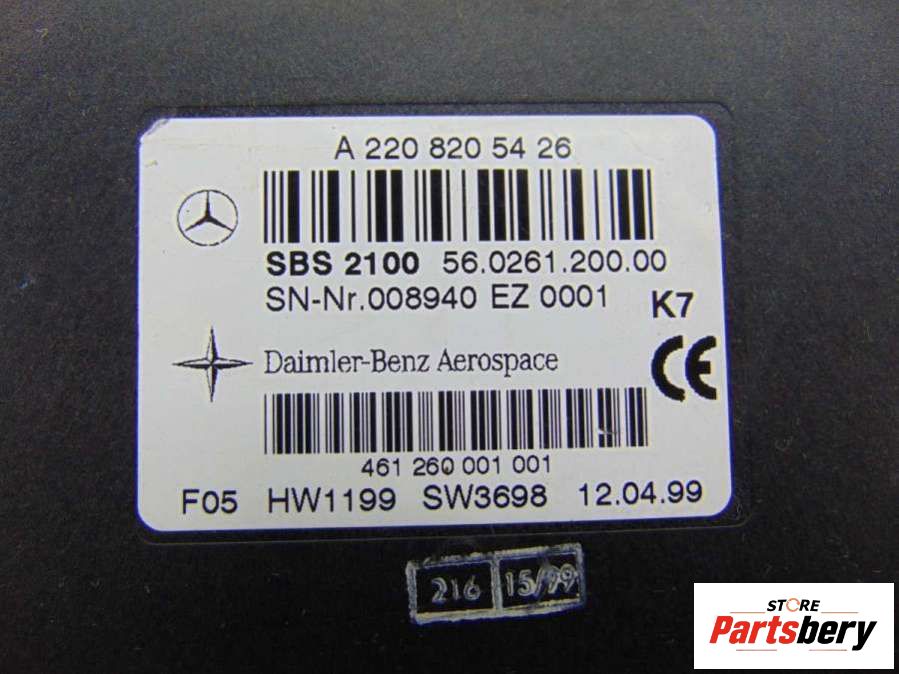 A 220 820 54 26
SBS 2100 56.0261.200.00
SN-Nr.008940 EZ 0001 K7
Daimler-Benz Aerospace
CE
461 260 001 001
F05 HW1199 SW3698 12.04.99
216 15/99
STORE
Partsbery